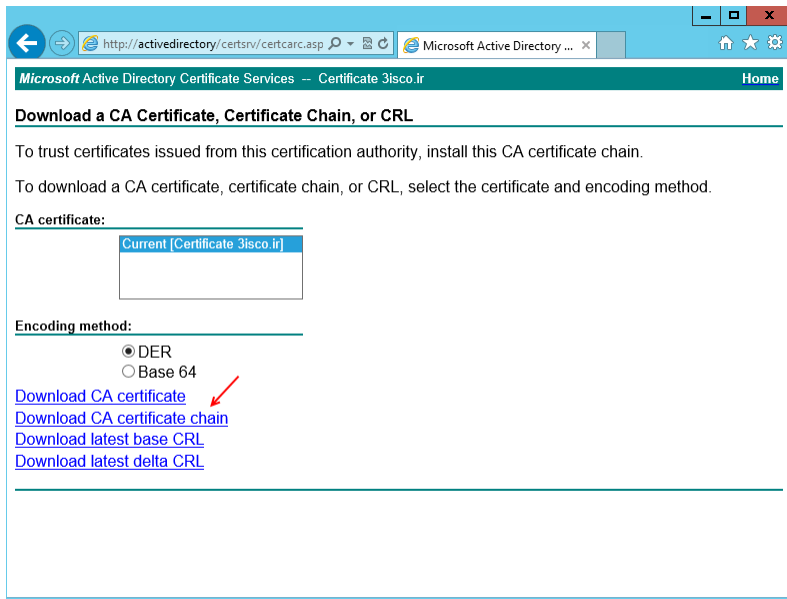 http://activedirectory/certsrv/certcarc.asp
Microsoft Active Directory ...
Microsoft Active Directory Certificate Services -- Certificate 3isco.ir
Home
Download a CA Certificate, Certificate Chain, or CRL
To trust certificates issued from this certification authority, install this CA certificate chain.
To download a CA certificate, certificate chain, or CRL, select the certificate and encoding method.
CA certificate:
Current [Certificate 3isco.ir]
Encoding method:
DER
Base 64
Download CA certificate
Download CA certificate chain
Download latest base CRL
Download latest delta CRL